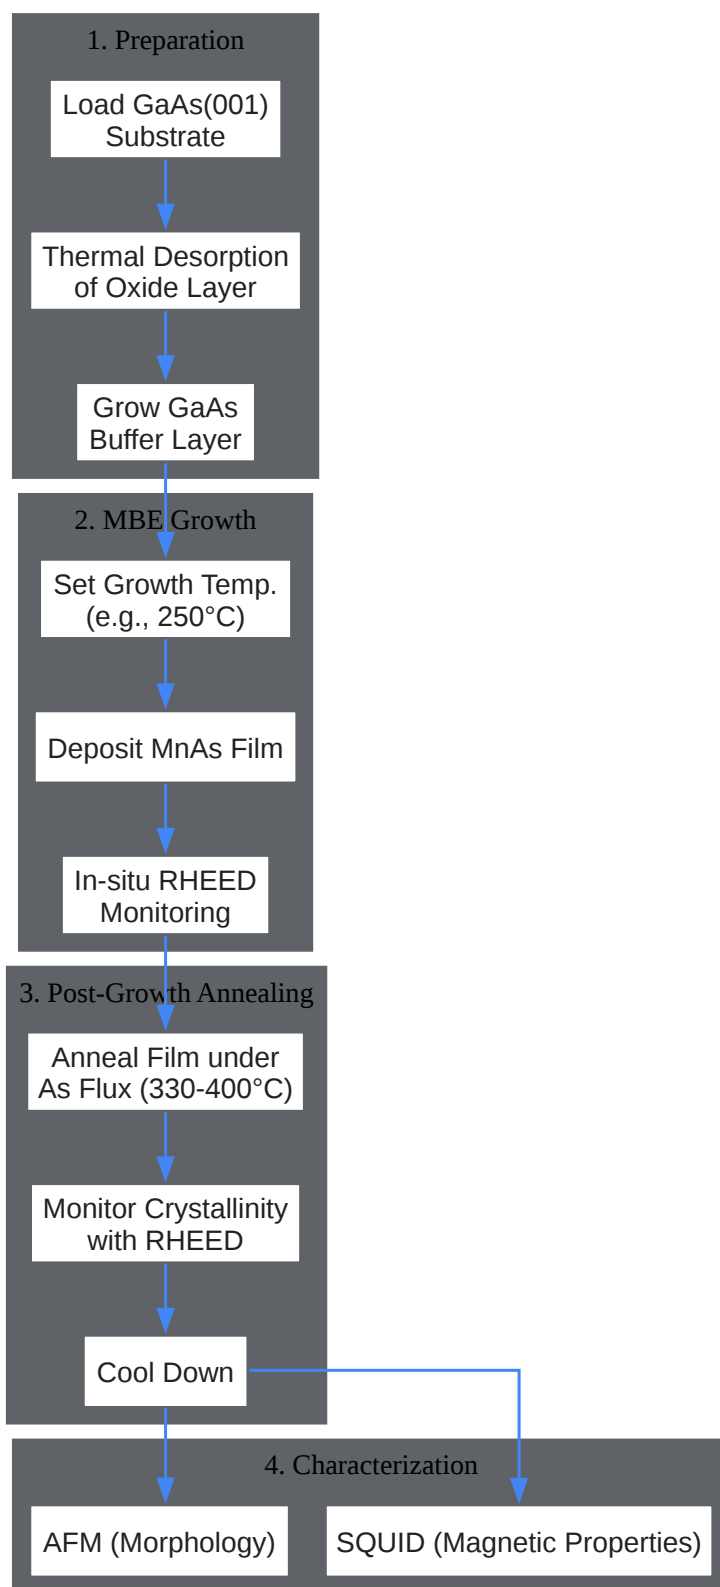 1. Preparation
Load GaAs(001)
Substrate
Thermal Desorption
of Oxide Layer
Grow GaAs
Buffer Layer
2. MBE Growth
Set Growth Temp.
(e.g., 250°C)
Deposit MnAs Film
In-situ RHEED
Monitoring
3. Post-Growth Annealing
Anneal Film under
As Flux (330-400°C)
Monitor Crystallinity
with RHEED
Cool Down
4. Characterization
AFM (Morphology)
SQUID (Magnetic Properties)